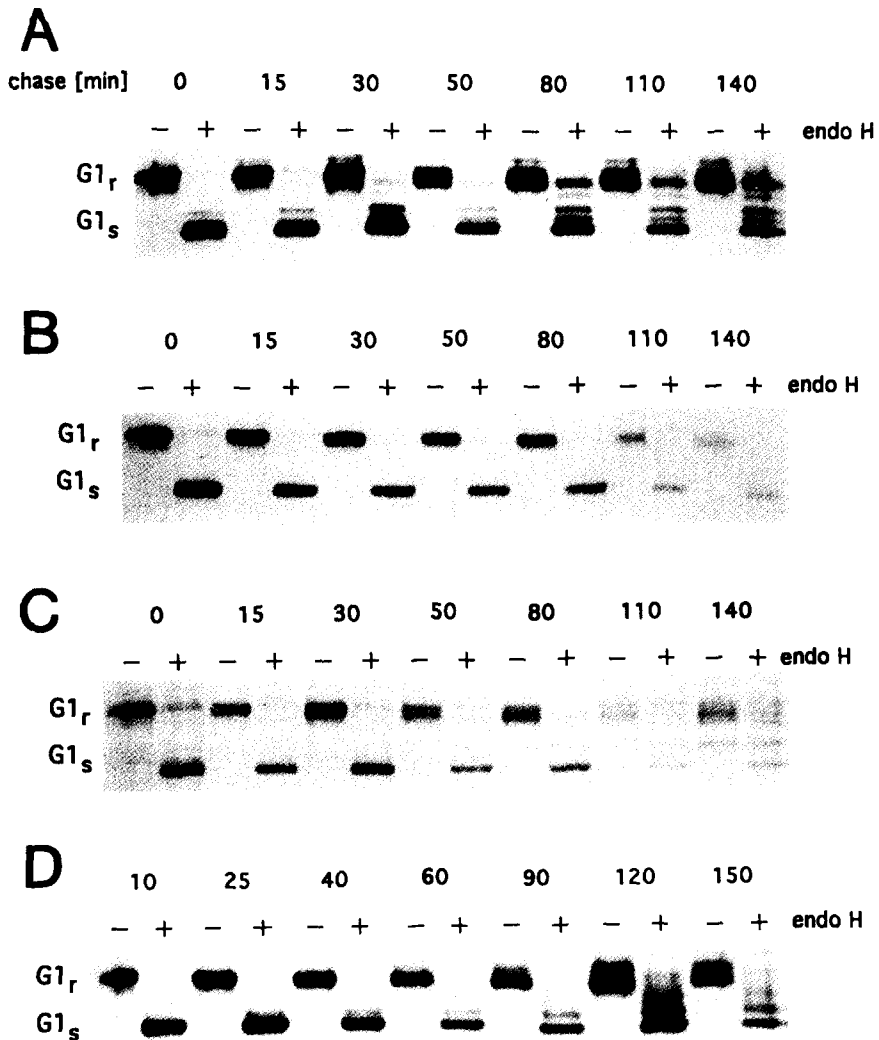 A
chase [min] 0 15 30 50 80 110 140
− + − + − + − + − + − + − + endo H
G1r
G1s
B
0 15 30 50 80 110 140
− + − + − + − + − + − + − + endo H
G1r
G1s
C
0 15 30 50 80 110 140
− + − + − + − + − + − + − + endo H
G1r
G1s
D
10 25 40 60 90 120 150
− + − + − + − + − + − + − + endo H
G1r
G1s